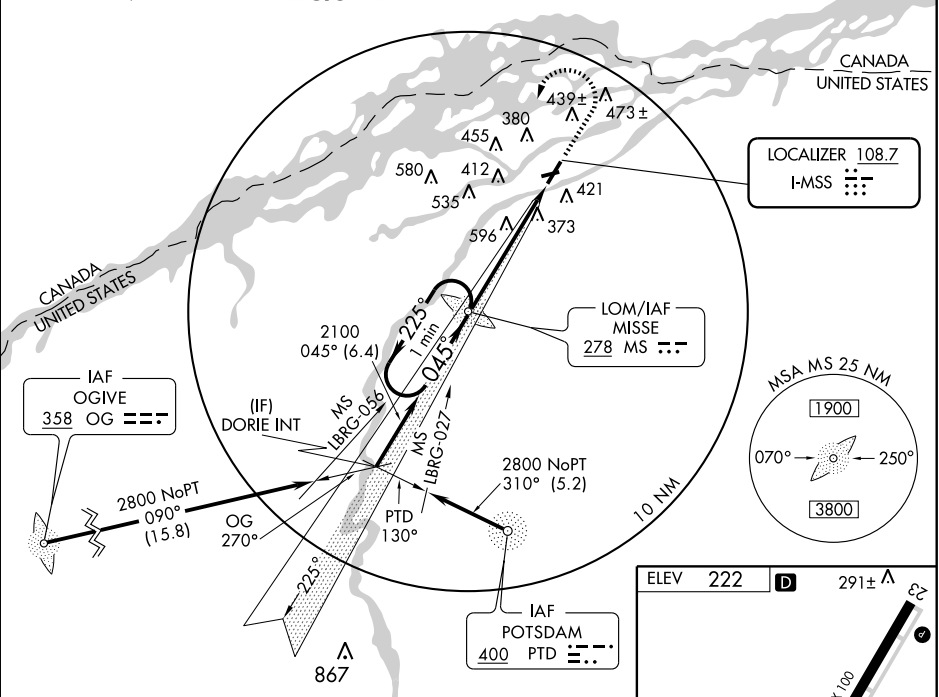 CANADA
UNITED STATES
439±
473±
380
455
580
412
535
421
596
373
LOCALIZER 108.7
I-MSS
CANADA
UNITED STATES
225°
1 min
045°
2100
045° (6.4)
LOM/IAF
MISSE
278 MS
IAF
OGIVE
358 OG
(IF)
DORIE INT
MS
LBRG-056
MS
LBRG-027
MSA MS 25 NM
1900
070°
250°
3800
2800 NoPT
090°
(15.8)
OG
270°
PTD
130°
2800 NoPT
310° (5.2)
10 NM
225°
867
IAF
POTSDAM
400 PTD
ELEV 222
D
291±
23
X 100